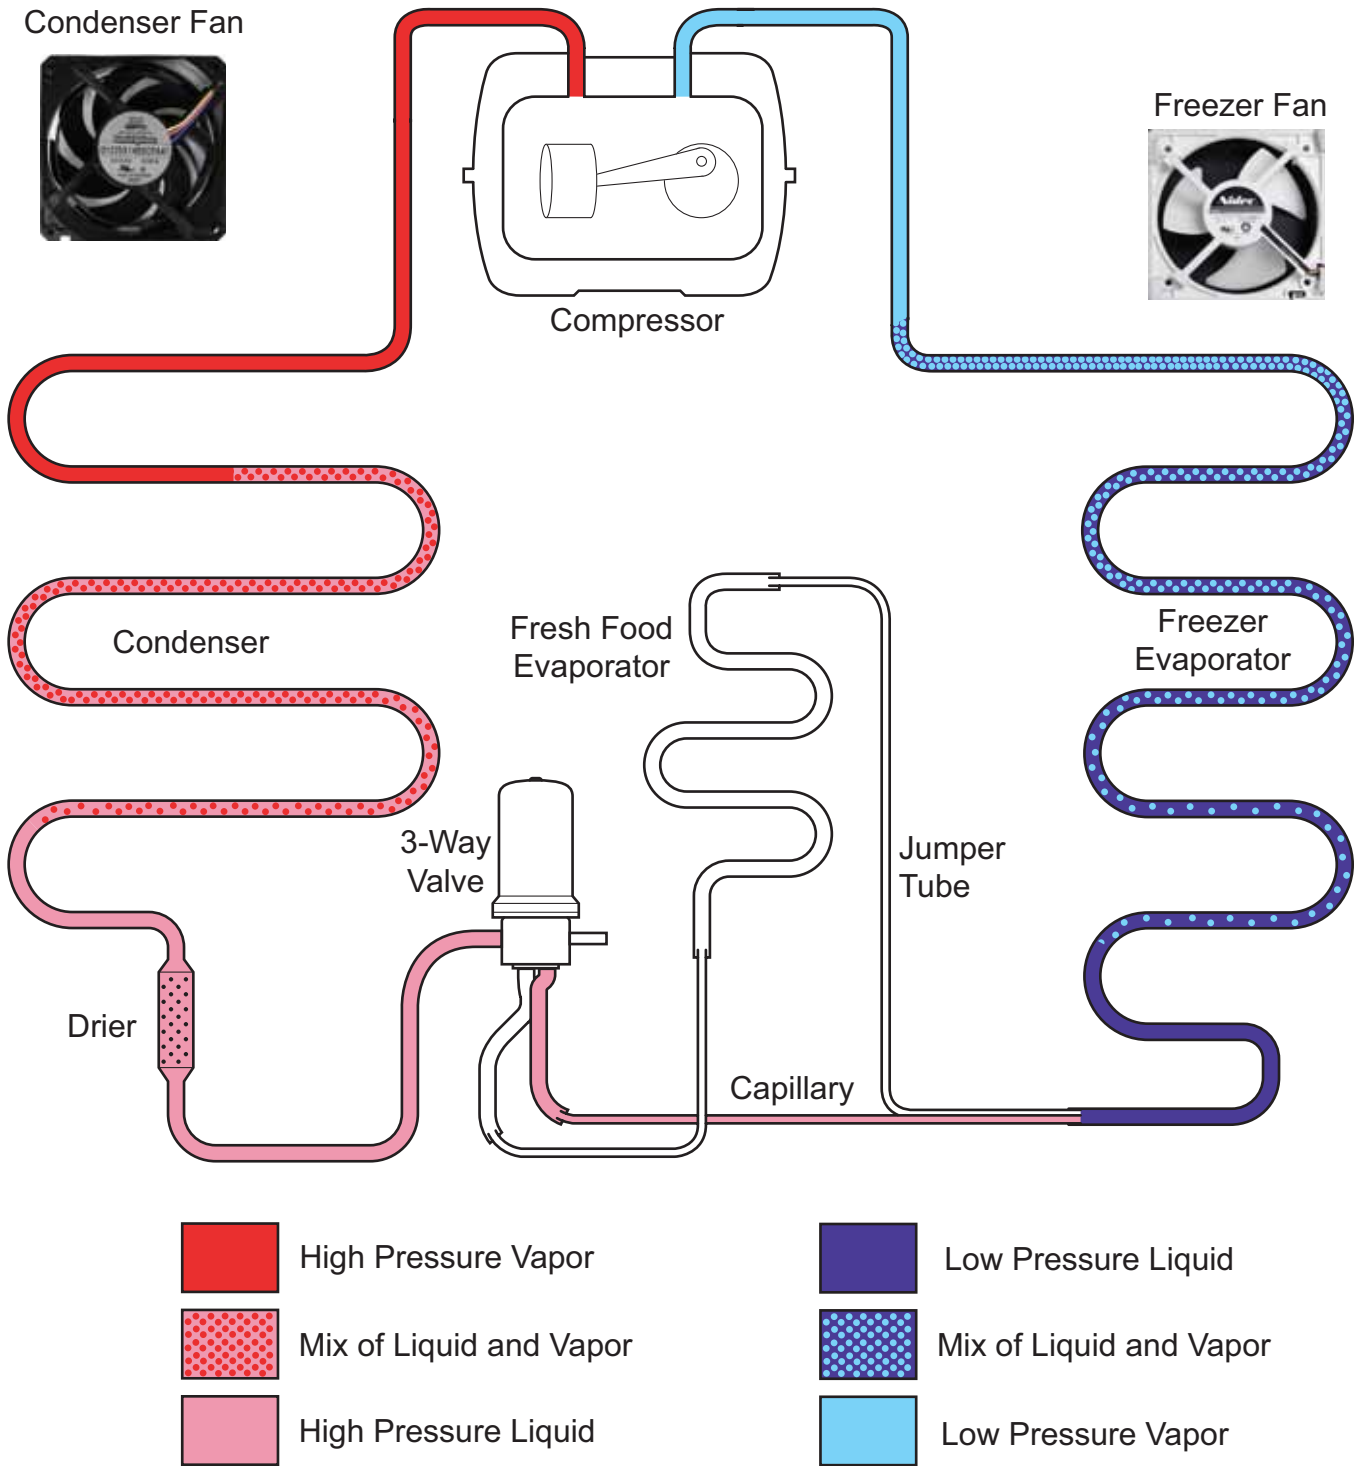 Condenser Fan
Freezer Fan
Nidec
Compressor
Fresh Food
Evaporator
Freezer
Evaporator
Condenser
3-Way
Valve
Jumper
Tube
Drier
Capillary
High Pressure Vapor
Low Pressure Liquid
Mix of Liquid and Vapor
Mix of Liquid and Vapor
High Pressure Liquid
Low Pressure Vapor